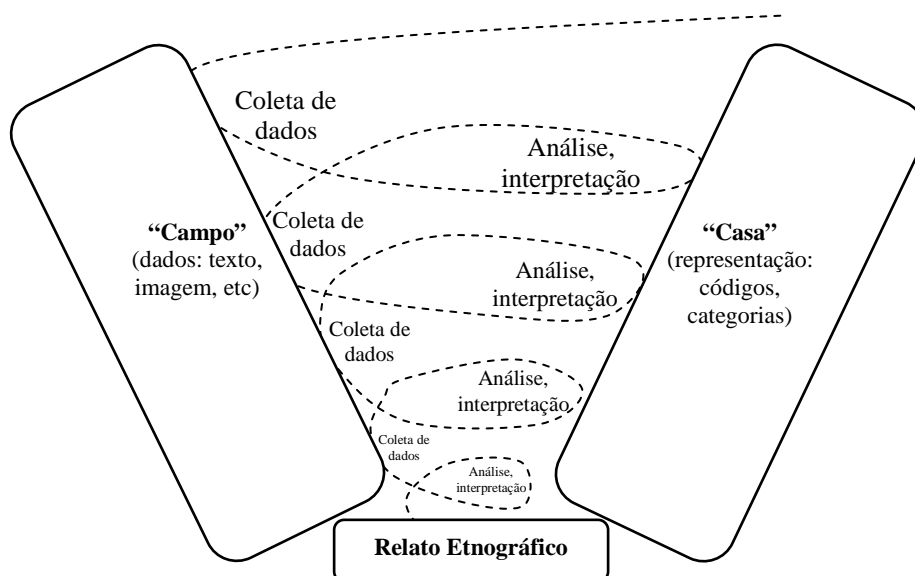 Coleta de
dados
Análise,
interpretação
“Campo”
(dados: texto,
imagem, etc)
Coleta de
dados
“Casa”
(representação:
códigos,
categorias)
Análise,
interpretação
Coleta de
dados
Análise,
interpretação
Coleta de
dados
Análise,
interpretação
Relato Etnográfico